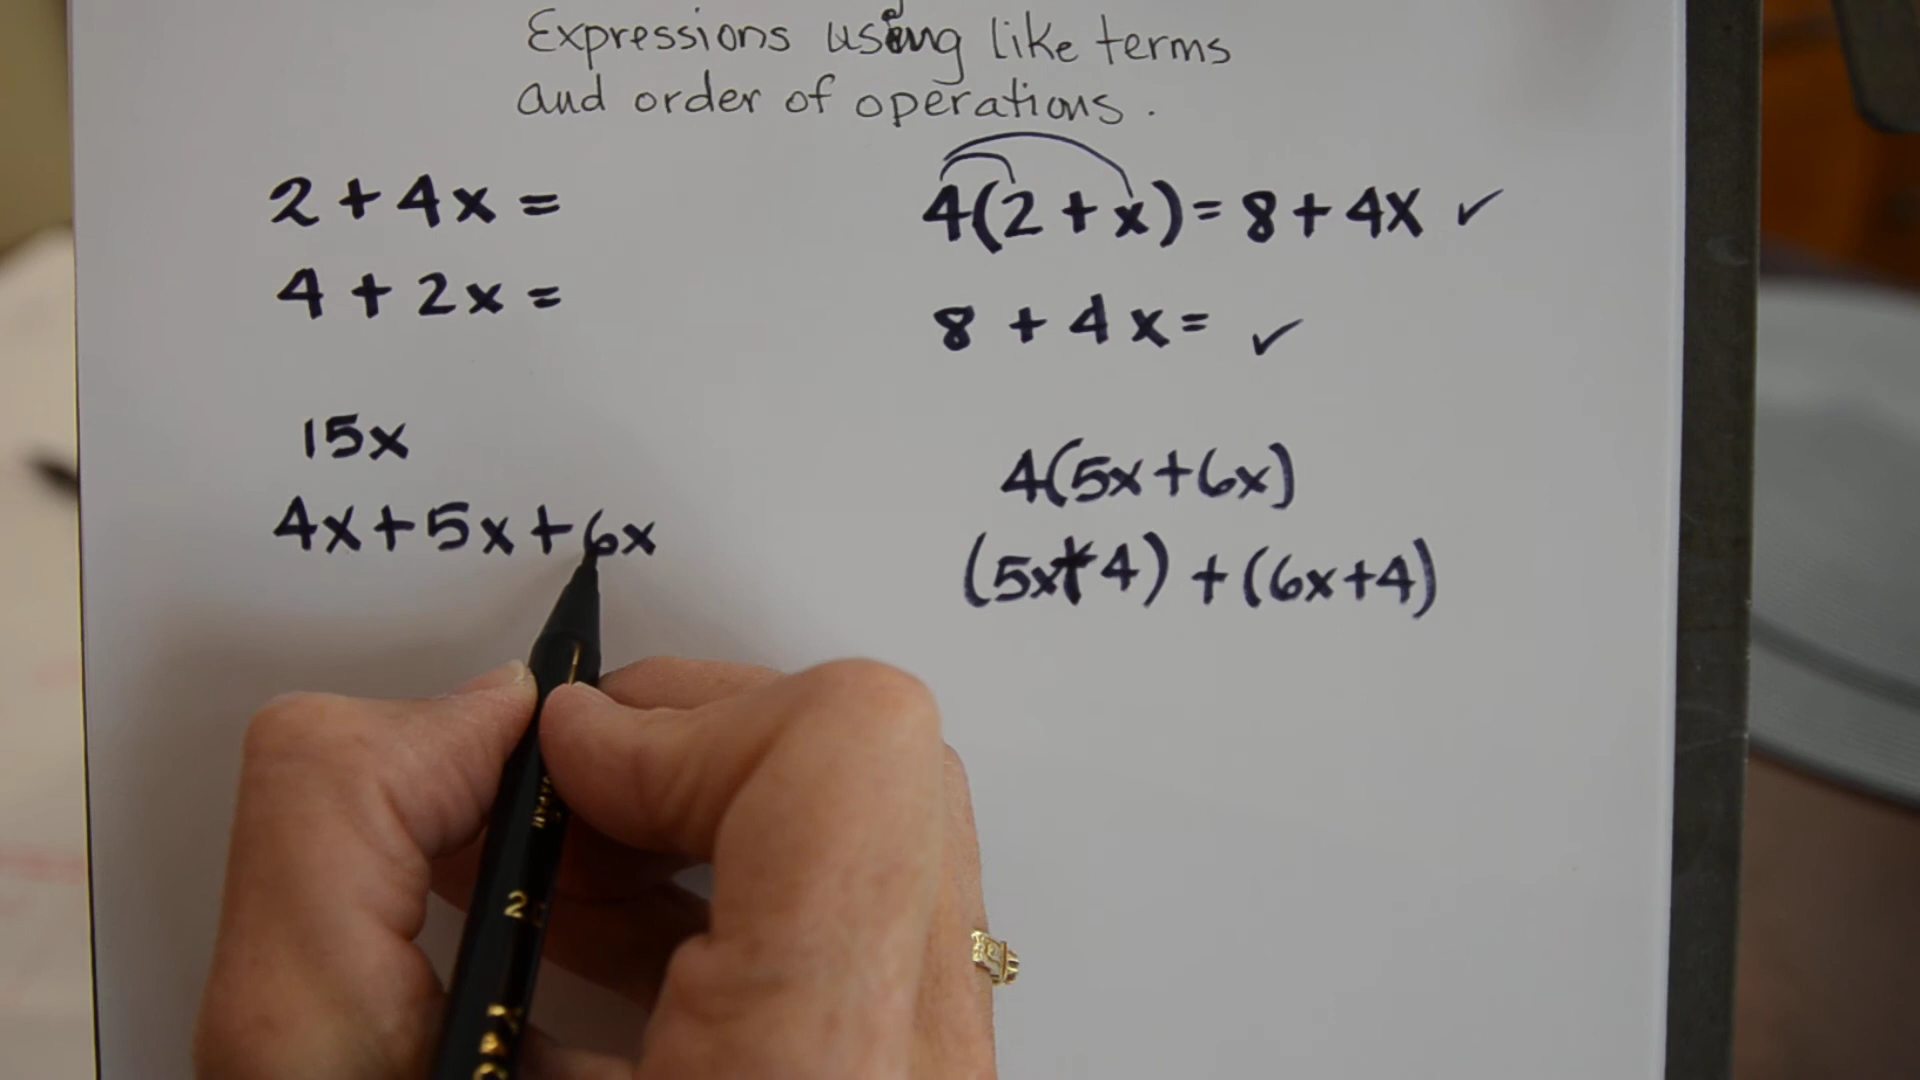 Expressions using like terms
and order of operations.
2 + 4x =
4 + 2x =
15x
4x+5x+6x
4(2 + x) = 8 + 4x ✓
8 + 4x = ✓
4(5x+6x)
(5x+4) + (6x+4)
2